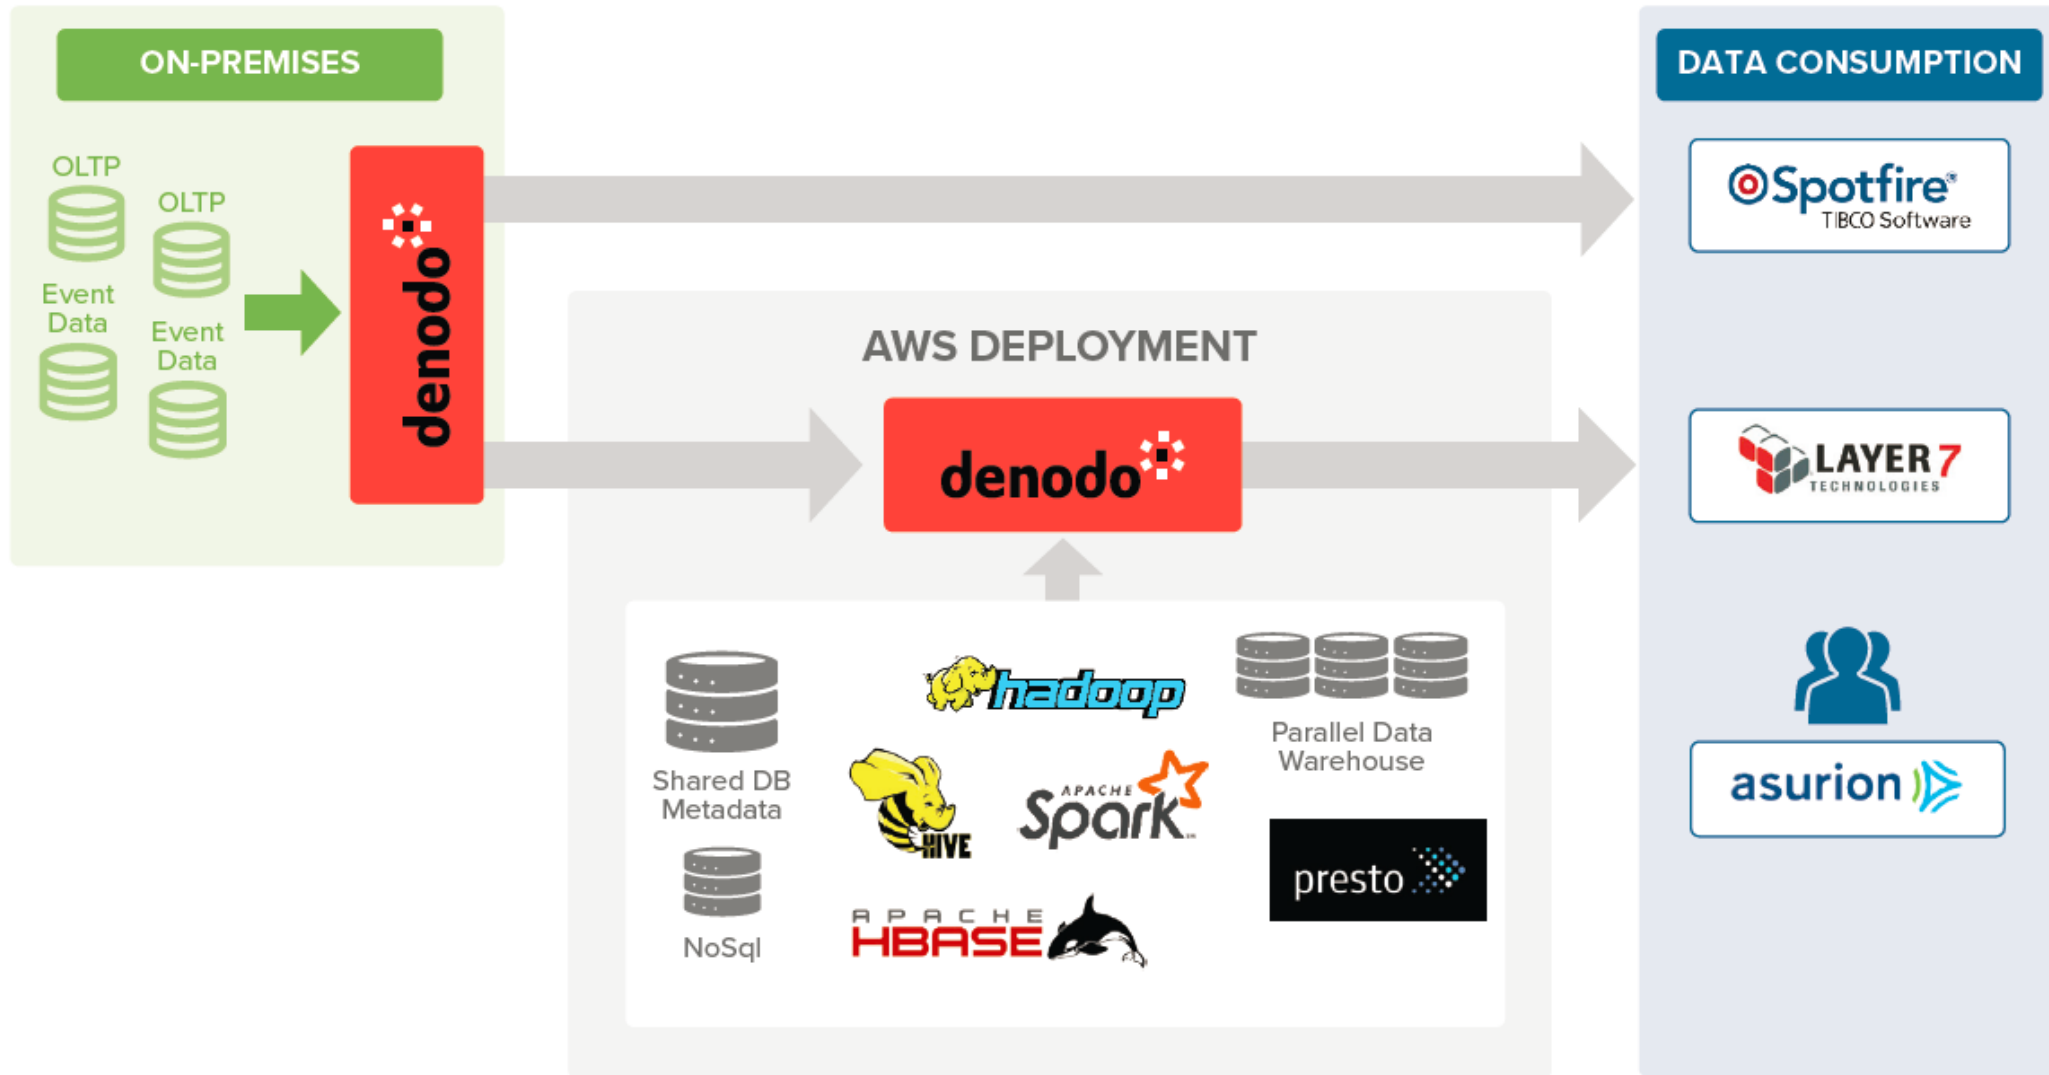 ON-PREMISES
OLTP
OLTP
Event
Data
Event
Data
denodo
AWS DEPLOYMENT
denodo
Shared DB
Metadata
NoSql
hadoop
HIVE
APACHE
Spark
APACHE
HBASE
Parallel Data
Warehouse
presto
DATA CONSUMPTION
Spotfire®
TIBCO Software
LAYER 7
TECHNOLOGIES
asurion